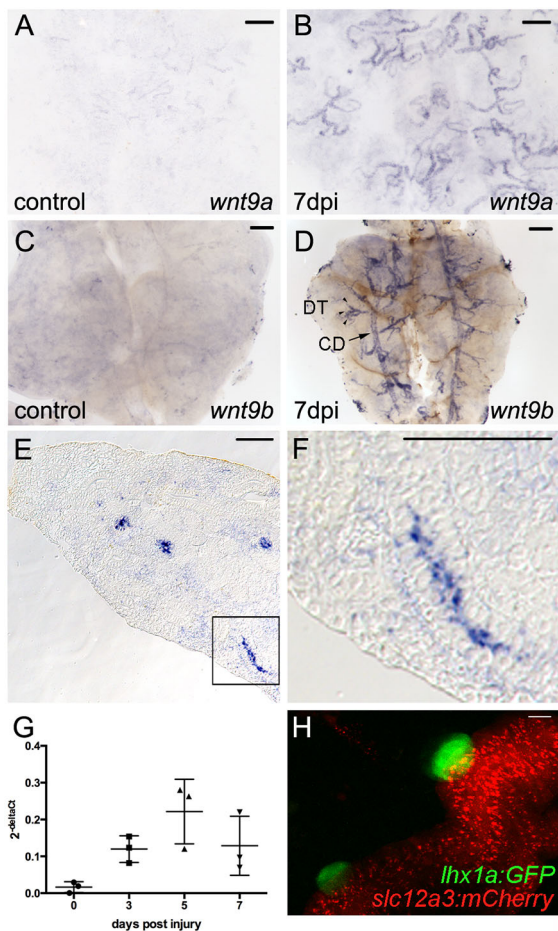 A
control
wnt9a
B
7dpi
wnt9a
C
control
wnt9b
D
DT
CD
7dpi
wnt9b
E
F
G
2-deltaCt
0.4
0.3
0.2
0.1
0.0
0
3
5
7
days post injury
H
lhx1a:GFP
slc12a3:mCherry